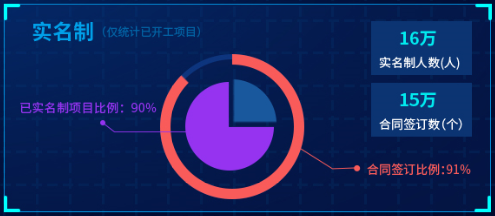 实名制（仅统计已开工项目）
16万
实名制人数(人)
已实名制项目比例：90%
15万
合同签订数（个）
合同签订比例：91%